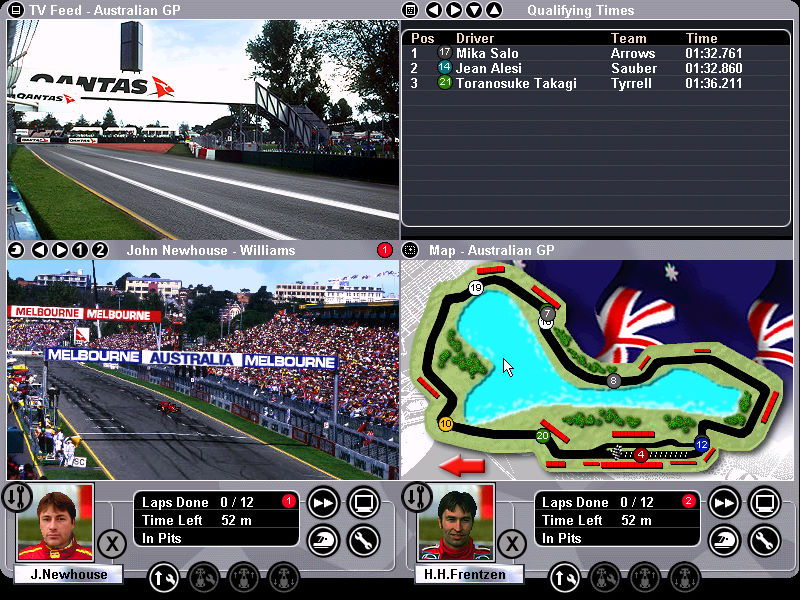 TV Feed - Australian GP
QANTAS
QANTAS
Qualifying Times
Pos Driver Team Time
1 17 Mika Salo Arrows 01:32.761
2 14 Jean Alesi Sauber 01:32.860
3 21 Toranosuke Takagi Tyrrell 01:36.211
1 2 John Newhouse - Williams 1
MELBOURNE MELBOURNE
MELBOURNE AUSTRALIA MELBOURNE
SC
Map - Australian GP
19
7
8
10
20
12
4
Laps Done 0 / 12 1
Time Left 52 m
In Pits
X
J.Newhouse
Laps Done 0 / 12 2
Time Left 52 m
In Pits
X
H.H.Frentzen